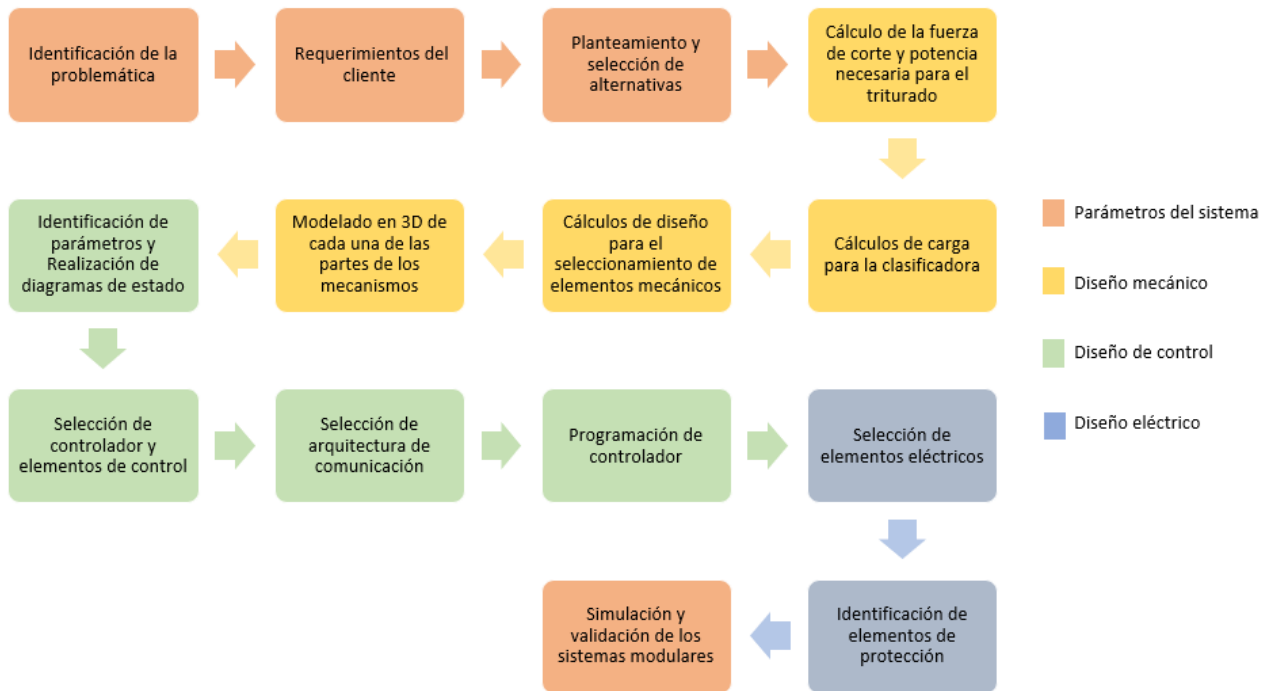 Identificación de la
problemática
Requerimientos del
cliente
Planteamiento y
selección de
alternativas
Cálculo de la fuerza
de corte y potencia
necesaria para el
triturado
Cálculos de carga
para la clasificadora
Cálculos de diseño
para el
seleccionamiento de
elementos mecánicos
Modelado en 3D de
cada una de las
partes de los
mecanismos
Identificación de
parámetros y
Realización de
diagramas de estado
Selección de
controlador y
elementos de control
Selección de
arquitectura de
comunicación
Programación de
controlador
Selección de
elementos eléctricos
Identificación de
elementos de
protección
Simulación y
validación de los
sistemas modulares
Parámetros del sistema
Diseño mecánico
Diseño de control
Diseño eléctrico